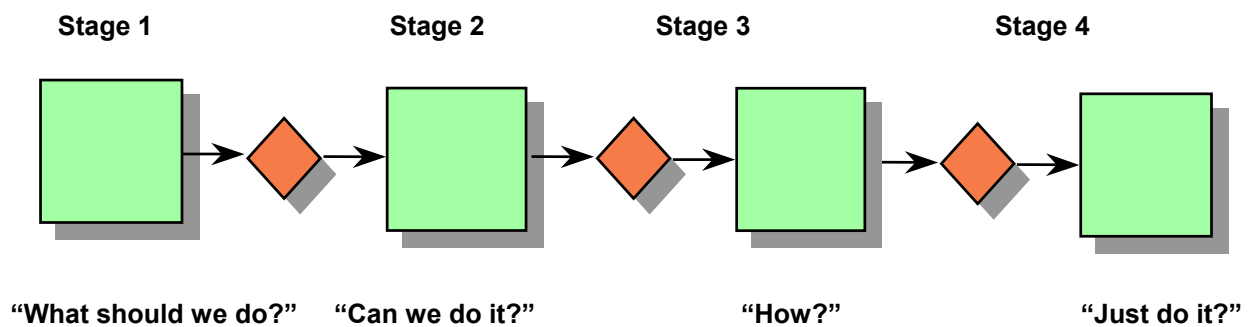 Stage 1 Stage 2 Stage 3 Stage 4
“What should we do?” “Can we do it?” “How?” “Just do it?”